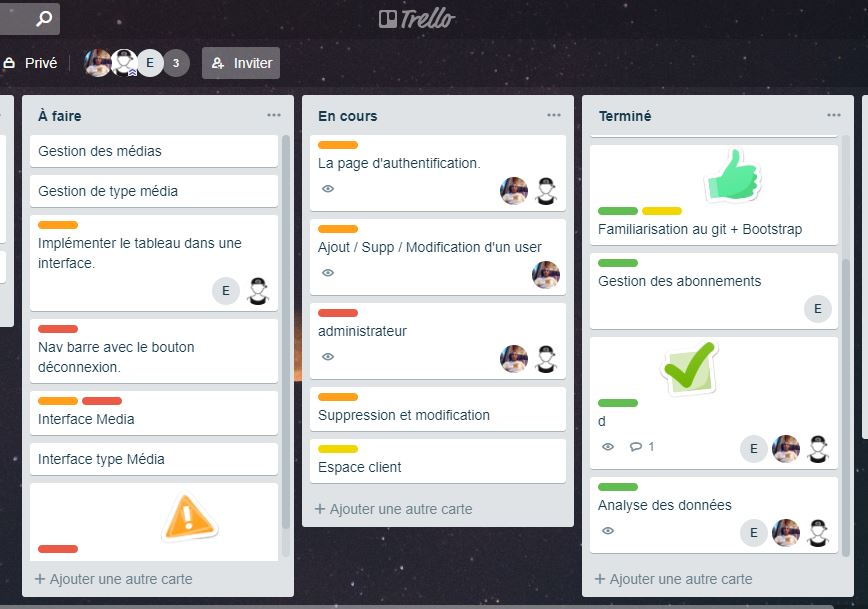 Trello
Privé
E
3
Inviter
À faire
Gestion des médias
Gestion de type média
Implémenter le tableau dans une
interface.
E
Nav barre avec le bouton
déconnexion.
Interface Media
Interface type Média
+ Ajouter une autre carte
En cours
La page d'authentification.
Ajout / Supp / Modification d'un user
administrateur
Suppression et modification
Espace client
+ Ajouter une autre carte
Terminé
Familiarisation au git + Bootstrap
Gestion des abonnements
E
d
1
E
Analyse des données
E
+ Ajouter une autre carte